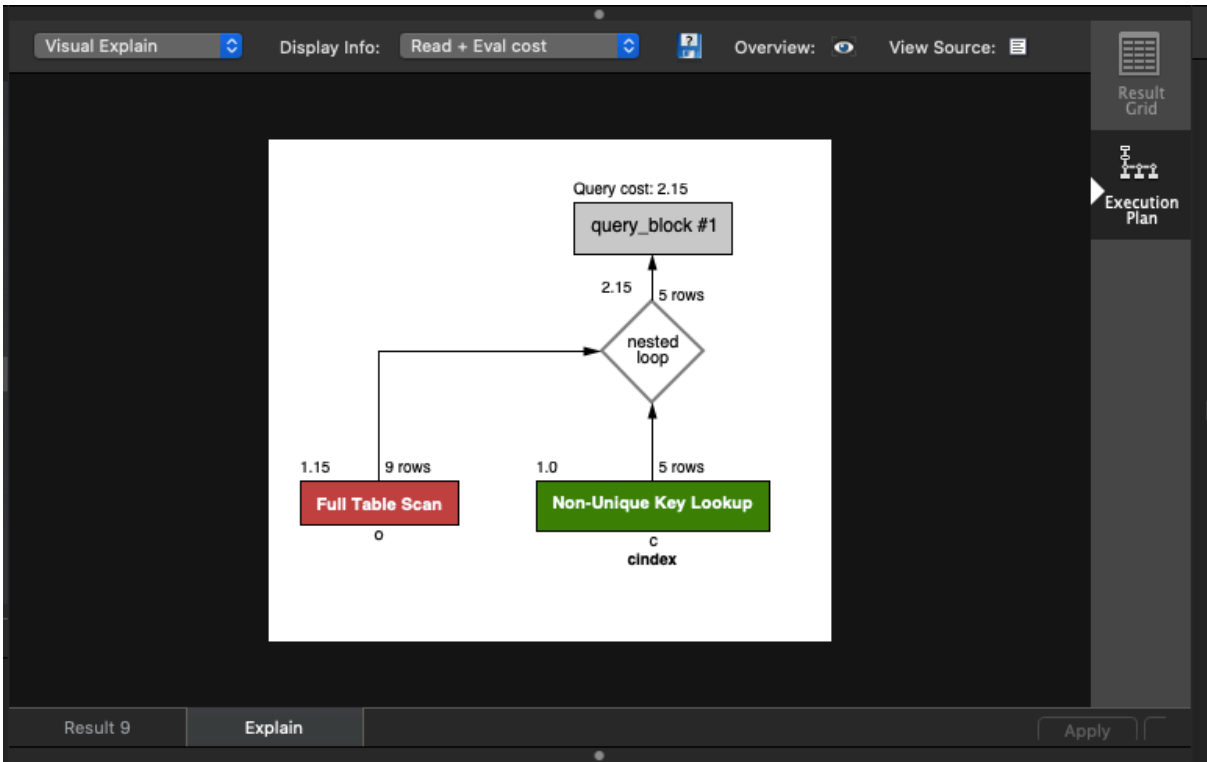 Visual Explain
Display Info:
Read + Eval cost
?
Overview:
View Source:
Result
Grid
Execution
Plan
Query cost: 2.15
query_block #1
2.15
5 rows
nested
loop
1.15
9 rows
1.0
5 rows
Full Table Scan
Non-Unique Key Lookup
o
c
cindex
Result 9
Explain
Apply